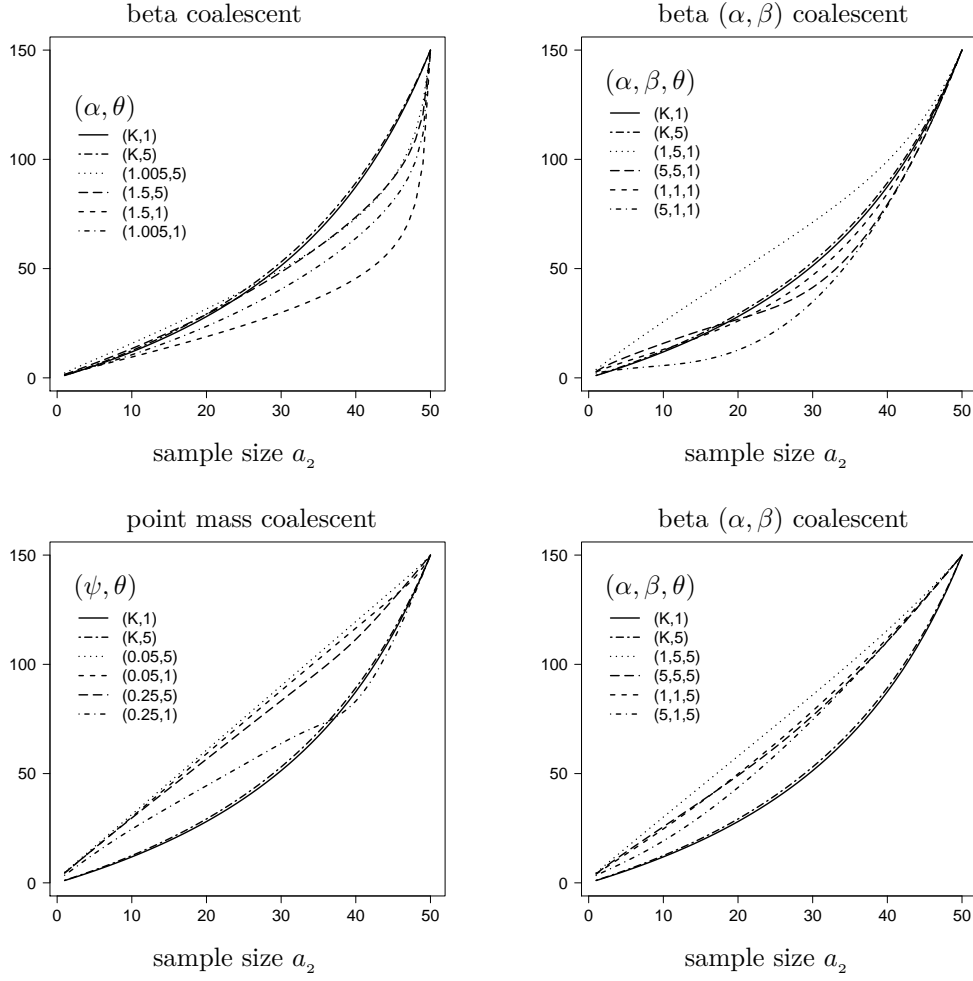 beta coalescent
150
100
50
0
(α, θ)
(K,1)
(K,5)
(1.005,5)
(1.5,5)
(1.5,1)
(1.005,1)
0 10 20 30 40 50
sample size a₂
beta (α, β) coalescent
150
100
50
0
(α, β, θ)
(K,1)
(K,5)
(1,5,1)
(5,5,1)
(1,1,1)
(5,1,1)
0 10 20 30 40 50
sample size a₂
point mass coalescent
150
100
50
0
(ψ, θ)
(K,1)
(K,5)
(0.05,5)
(0.05,1)
(0.25,5)
(0.25,1)
0 10 20 30 40 50
sample size a₂
beta (α, β) coalescent
150
100
50
0
(α, β, θ)
(K,1)
(K,5)
(1,5,5)
(5,5,5)
(1,1,5)
(5,1,5)
0 10 20 30 40 50
sample size a₂